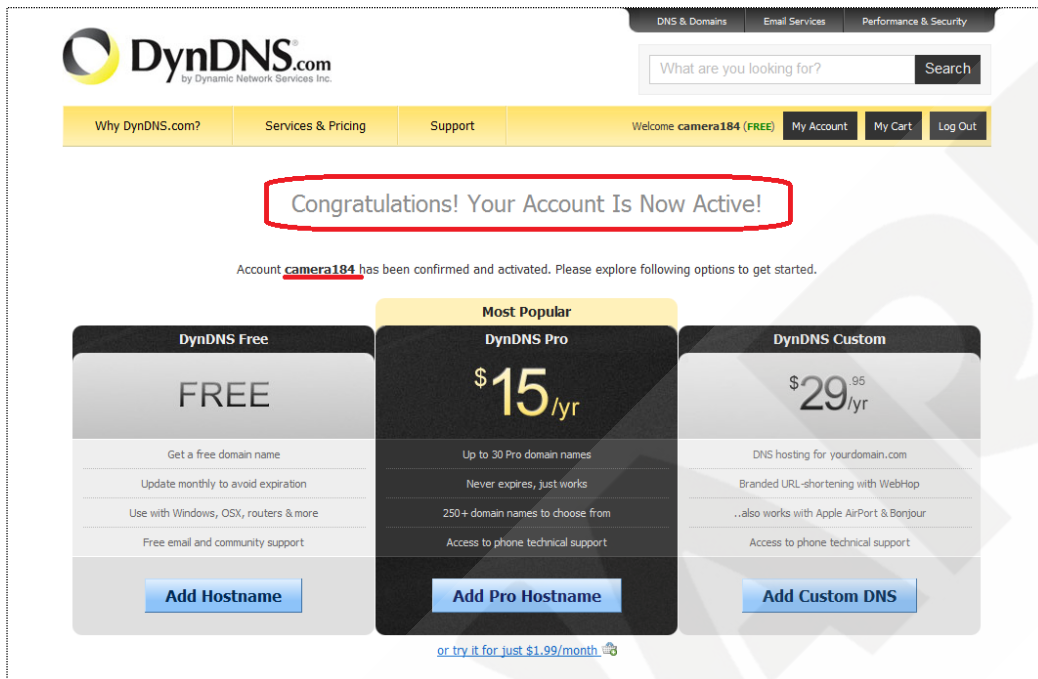 DNS & Domains Email Services Performance & Security
DynDNS.com
by Dynamic Network Services Inc.
What are you looking for? Search
Why DynDNS.com? Services & Pricing Support Welcome camera184 (FREE) My Account My Cart Log Out
Congratulations! Your Account Is Now Active!
Account camera184 has been confirmed and activated. Please explore following options to get started.
Most Popular
DynDNS Free DynDNS Pro DynDNS Custom
FREE $15/yr $29.95/yr
Get a free domain name Up to 30 Pro domain names DNS hosting for yourdomain.com
Update monthly to avoid expiration Never expires, just works Branded URL-shortening with WebHop
Use with Windows, OSX, routers & more 250+ domain names to choose from ..also works with Apple AirPort & Bonjour
Free email and community support Access to phone technical support Access to phone technical support
Add Hostname Add Pro Hostname Add Custom DNS
or try it for just $1.99/month